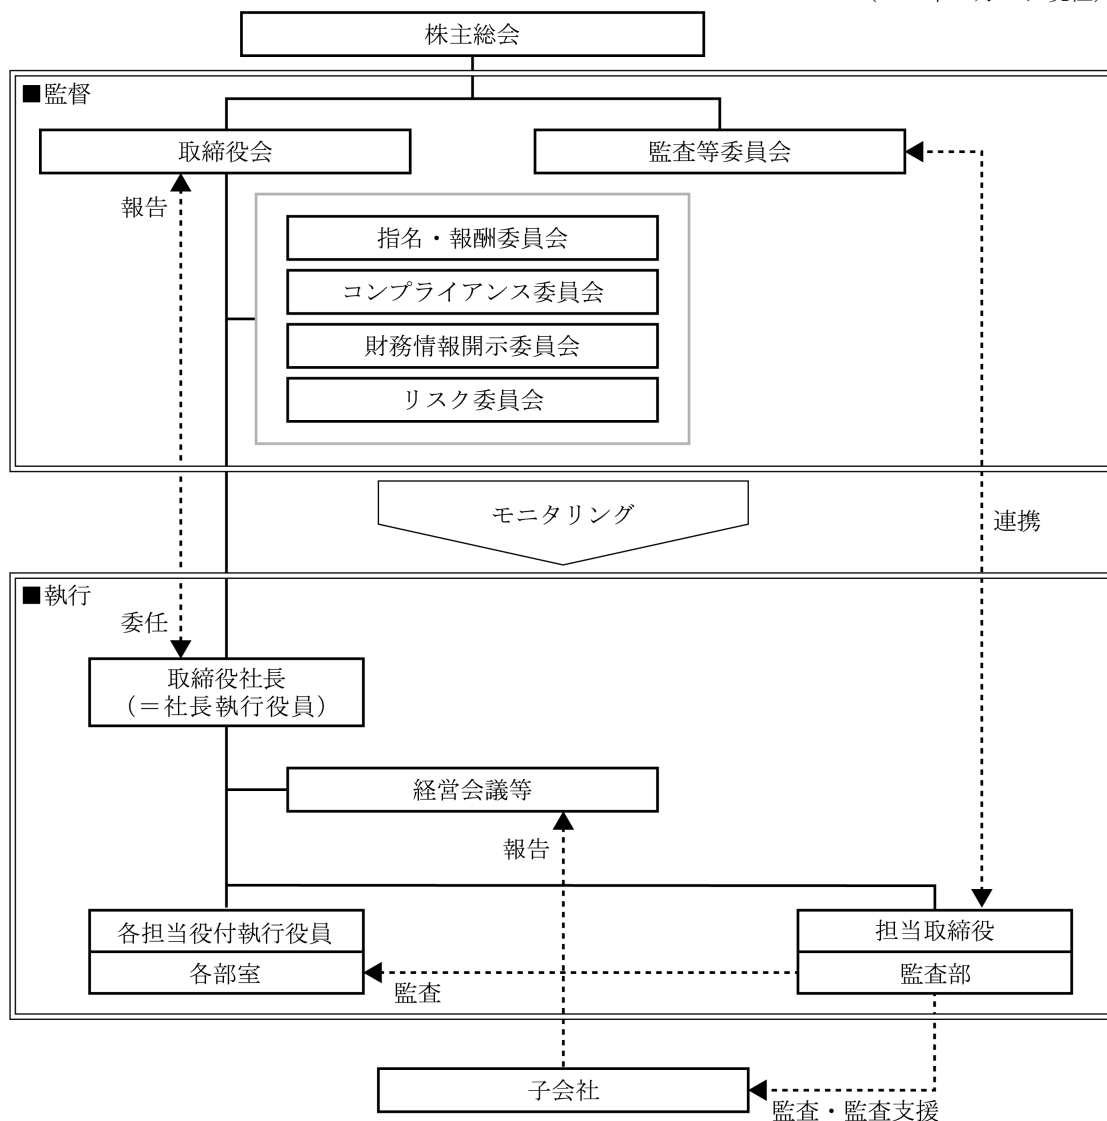 株主総会
■監督
取締役会
監査等委員会
報告
指名・報酬委員会
コンプライアンス委員会
財務情報開示委員会
リスク委員会
モニタリング
連携
■執行
委任
取締役社長
(＝社長執行役員)
経営会議等
報告
各担当役付執行役員
担当取締役
各部室
監査部
監査
子会社
監査・監査支援